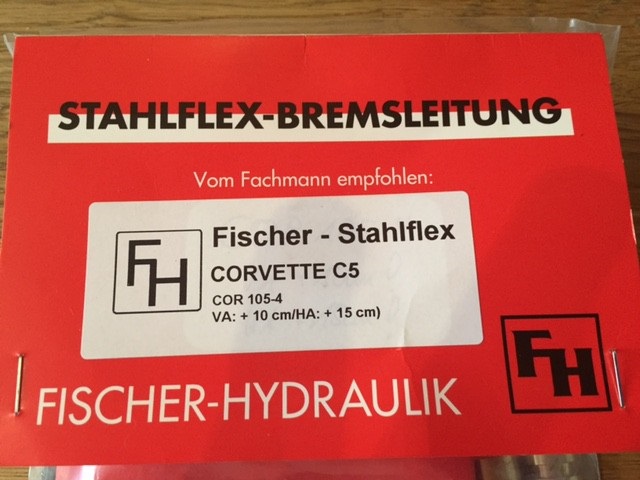 STAHLFLEX-BREMSLEITUNG
Vom Fachmann empfohlen:
FH
Fischer - Stahlflex
CORVETTE C5
COR 105-4
VA: + 10 cm/HA: + 15 cm)
FH
FISCHER-HYDRAULIK